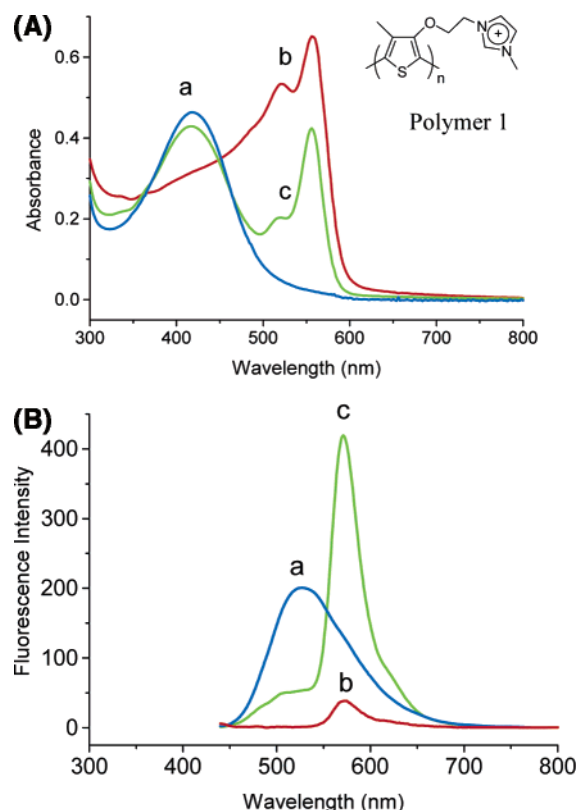 (A)
0.6
0.4
0.2
0.0
Absorbance
a
b
c
O
N
+
N
S
n
Polymer 1
300 400 500 600 700 800
Wavelength (nm)
(B)
400
300
200
100
0
Fluorescence Intensity
c
a
b
300 400 500 600 700 800
Wavelength (nm)